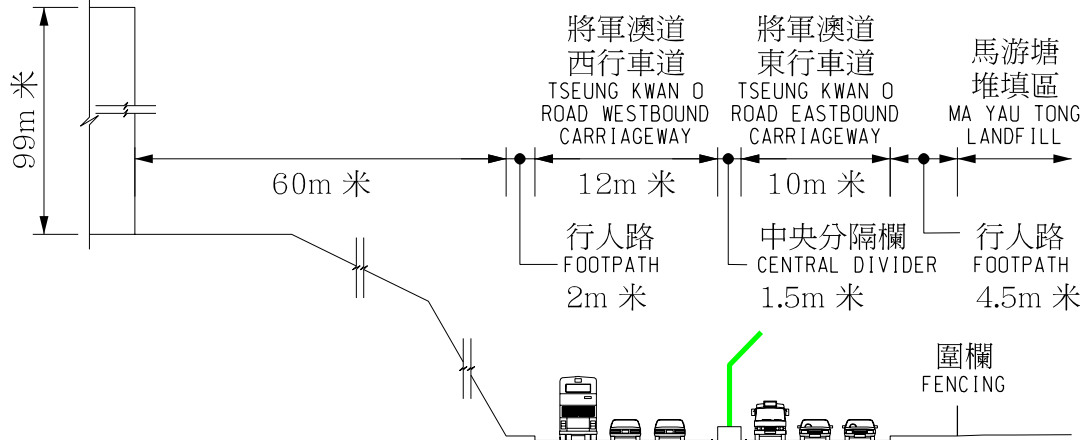 99m 米
60m 米
將軍澳道
西行車道
TSEUNG KWAN O
ROAD WESTBOUND
CARRIAGEWAY
12m 米
將軍澳道
東行車道
TSEUNG KWAN O
ROAD EASTBOUND
CARRIAGEWAY
10m 米
馬游塘
堆填區
MA YAU TONG
LANDFILL
行人路
FOOTPATH
2m 米
中央分隔欄
CENTRAL DIVIDER
1.5m 米
行人路
FOOTPATH
4.5m 米
圍欄
FENCING